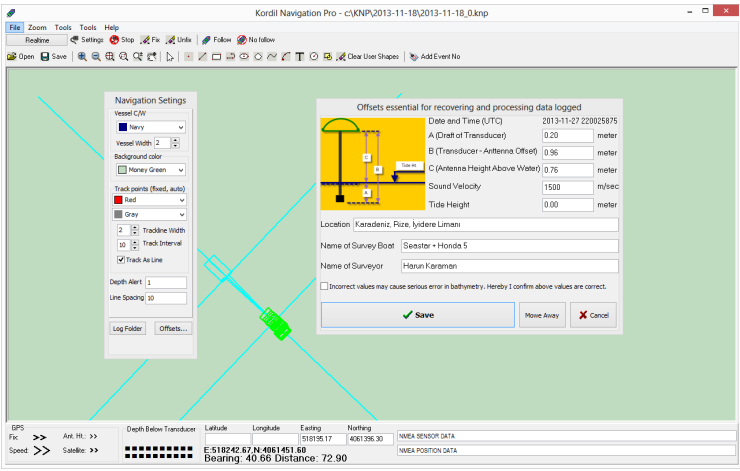 Kordil Navigation Pro - c:\KNP\2013-11-18\2013-11-18_0.knp
File Zoom Tools Tools Help
Realtime Settings Stop Fix Unfix Follow No follow
Open Save Clear User Shapes Add Event No
Navigation Setings
Vessel C/W
Navy
Vessel Width 2
Background color
Money Green
Track points (fixed, auto)
Red
Gray
2 Trackline Width
10 Track Interval
Track As Line
Depth Alert 1
Line Spacing 10
Log Folder Offsets...
Offsets essential for recovering and processing data logged
Date and Time (UTC) 2013-11-27 220025875
A (Draft of Transducer) 0.20 meter
B (Transducer - Anttenna Offset) 0.96 meter
C (Antenna Height Above Water) 0.76 meter
Sound Velocity 1500 m/sec
Tide Height 0.00 meter
C
B
Tide Ht
A
Location Karadeniz, Rize, Iyidere Limanı
Name of Survey Boat Seastar + Honda 5
Name of Surveyor Harun Karaman
Incorrect values may cause serious error in bathymetry. Hereby I confirm above values are correct.
Save Mowe Away Cancel
GPS
Fix: >> Ant. Ht.: >>
Speed: >> Satellite: >>
Depth Below Transducer
Latitude Longitude Easting Northing
518195.17 4061396.30
E:518242.67,N:4061451.60
Bearing: 40.66 Distance: 72.90
NMEA SENSOR DATA
NMEA POSITION DATA